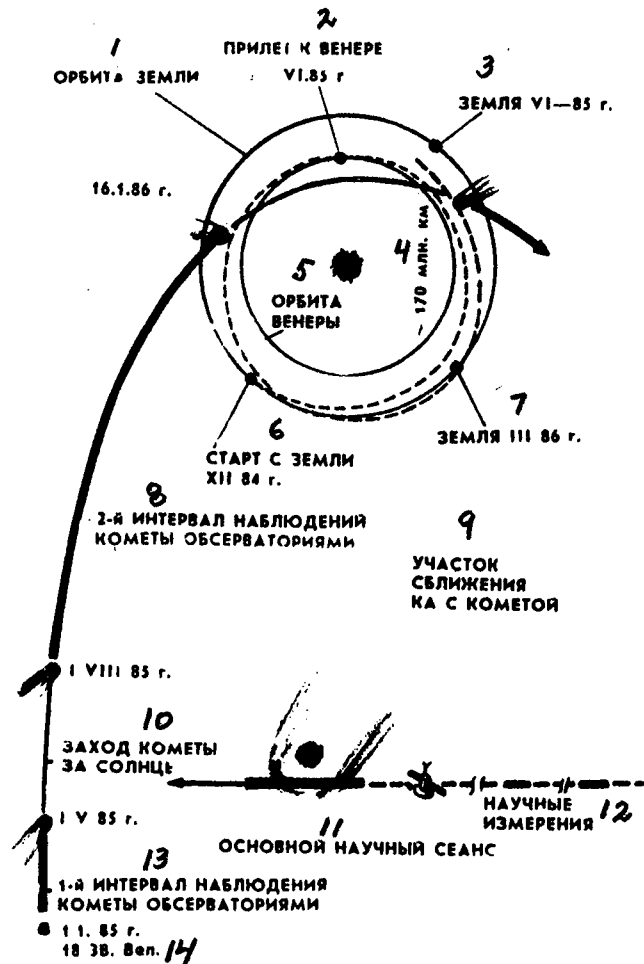 1
ОРБИТА ЗЕМЛИ
2
ПРИЛЕТ К ВЕНЕРЕ
VI.85 г
3
ЗЕМЛЯ VI—85 г.
16.1.86 г.
4
~ 170 МЛН. КМ
5
ОРБИТА
ВЕНЕРЫ
6
СТАРТ С ЗЕМЛИ
XII 84 г.
7
ЗЕМЛЯ III 86 г.
8
2-й ИНТЕРВАЛ НАБЛЮДЕНИЙ
КОМЕТЫ ОБСЕРВАТОРИЯМИ
9
УЧАСТОК
СБЛИЖЕНИЯ
КА С КОМЕТОЙ
I VIII 85 г.
10
ЗАХОД КОМЕТЫ
ЗА СОЛНЦЕ
I V 85 г.
11
ОСНОВНОЙ НАУЧНЫЙ СЕАНС
НАУЧНЫЕ 12
ИЗМЕРЕНИЯ
13
1-й ИНТЕРВАЛ НАБЛЮДЕНИЯ
КОМЕТЫ ОБСЕРВАТОРИЯМИ
1 1. 85 г.
18 ЗВ. Вел. 14